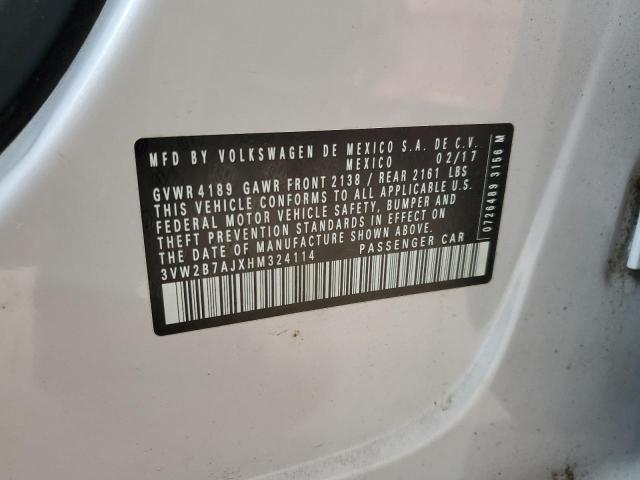 MFD BY VOLKSWAGEN DE MEXICO S.A. DE C.V.
MEXICO 02/17
GVWR 4189 GAWR FRONT 2138 / REAR 2161 LBS
THIS VEHICLE CONFORMS TO ALL APPLICABLE U.S.
FEDERAL MOTOR VEHICLE SAFETY, BUMPER AND
THEFT PREVENTION STANDARDS IN EFFECT ON
THE DATE OF MANUFACTURE SHOWN ABOVE.
3VW2B7AJXHM324114 PASSENGER CAR
0726489 3156 M